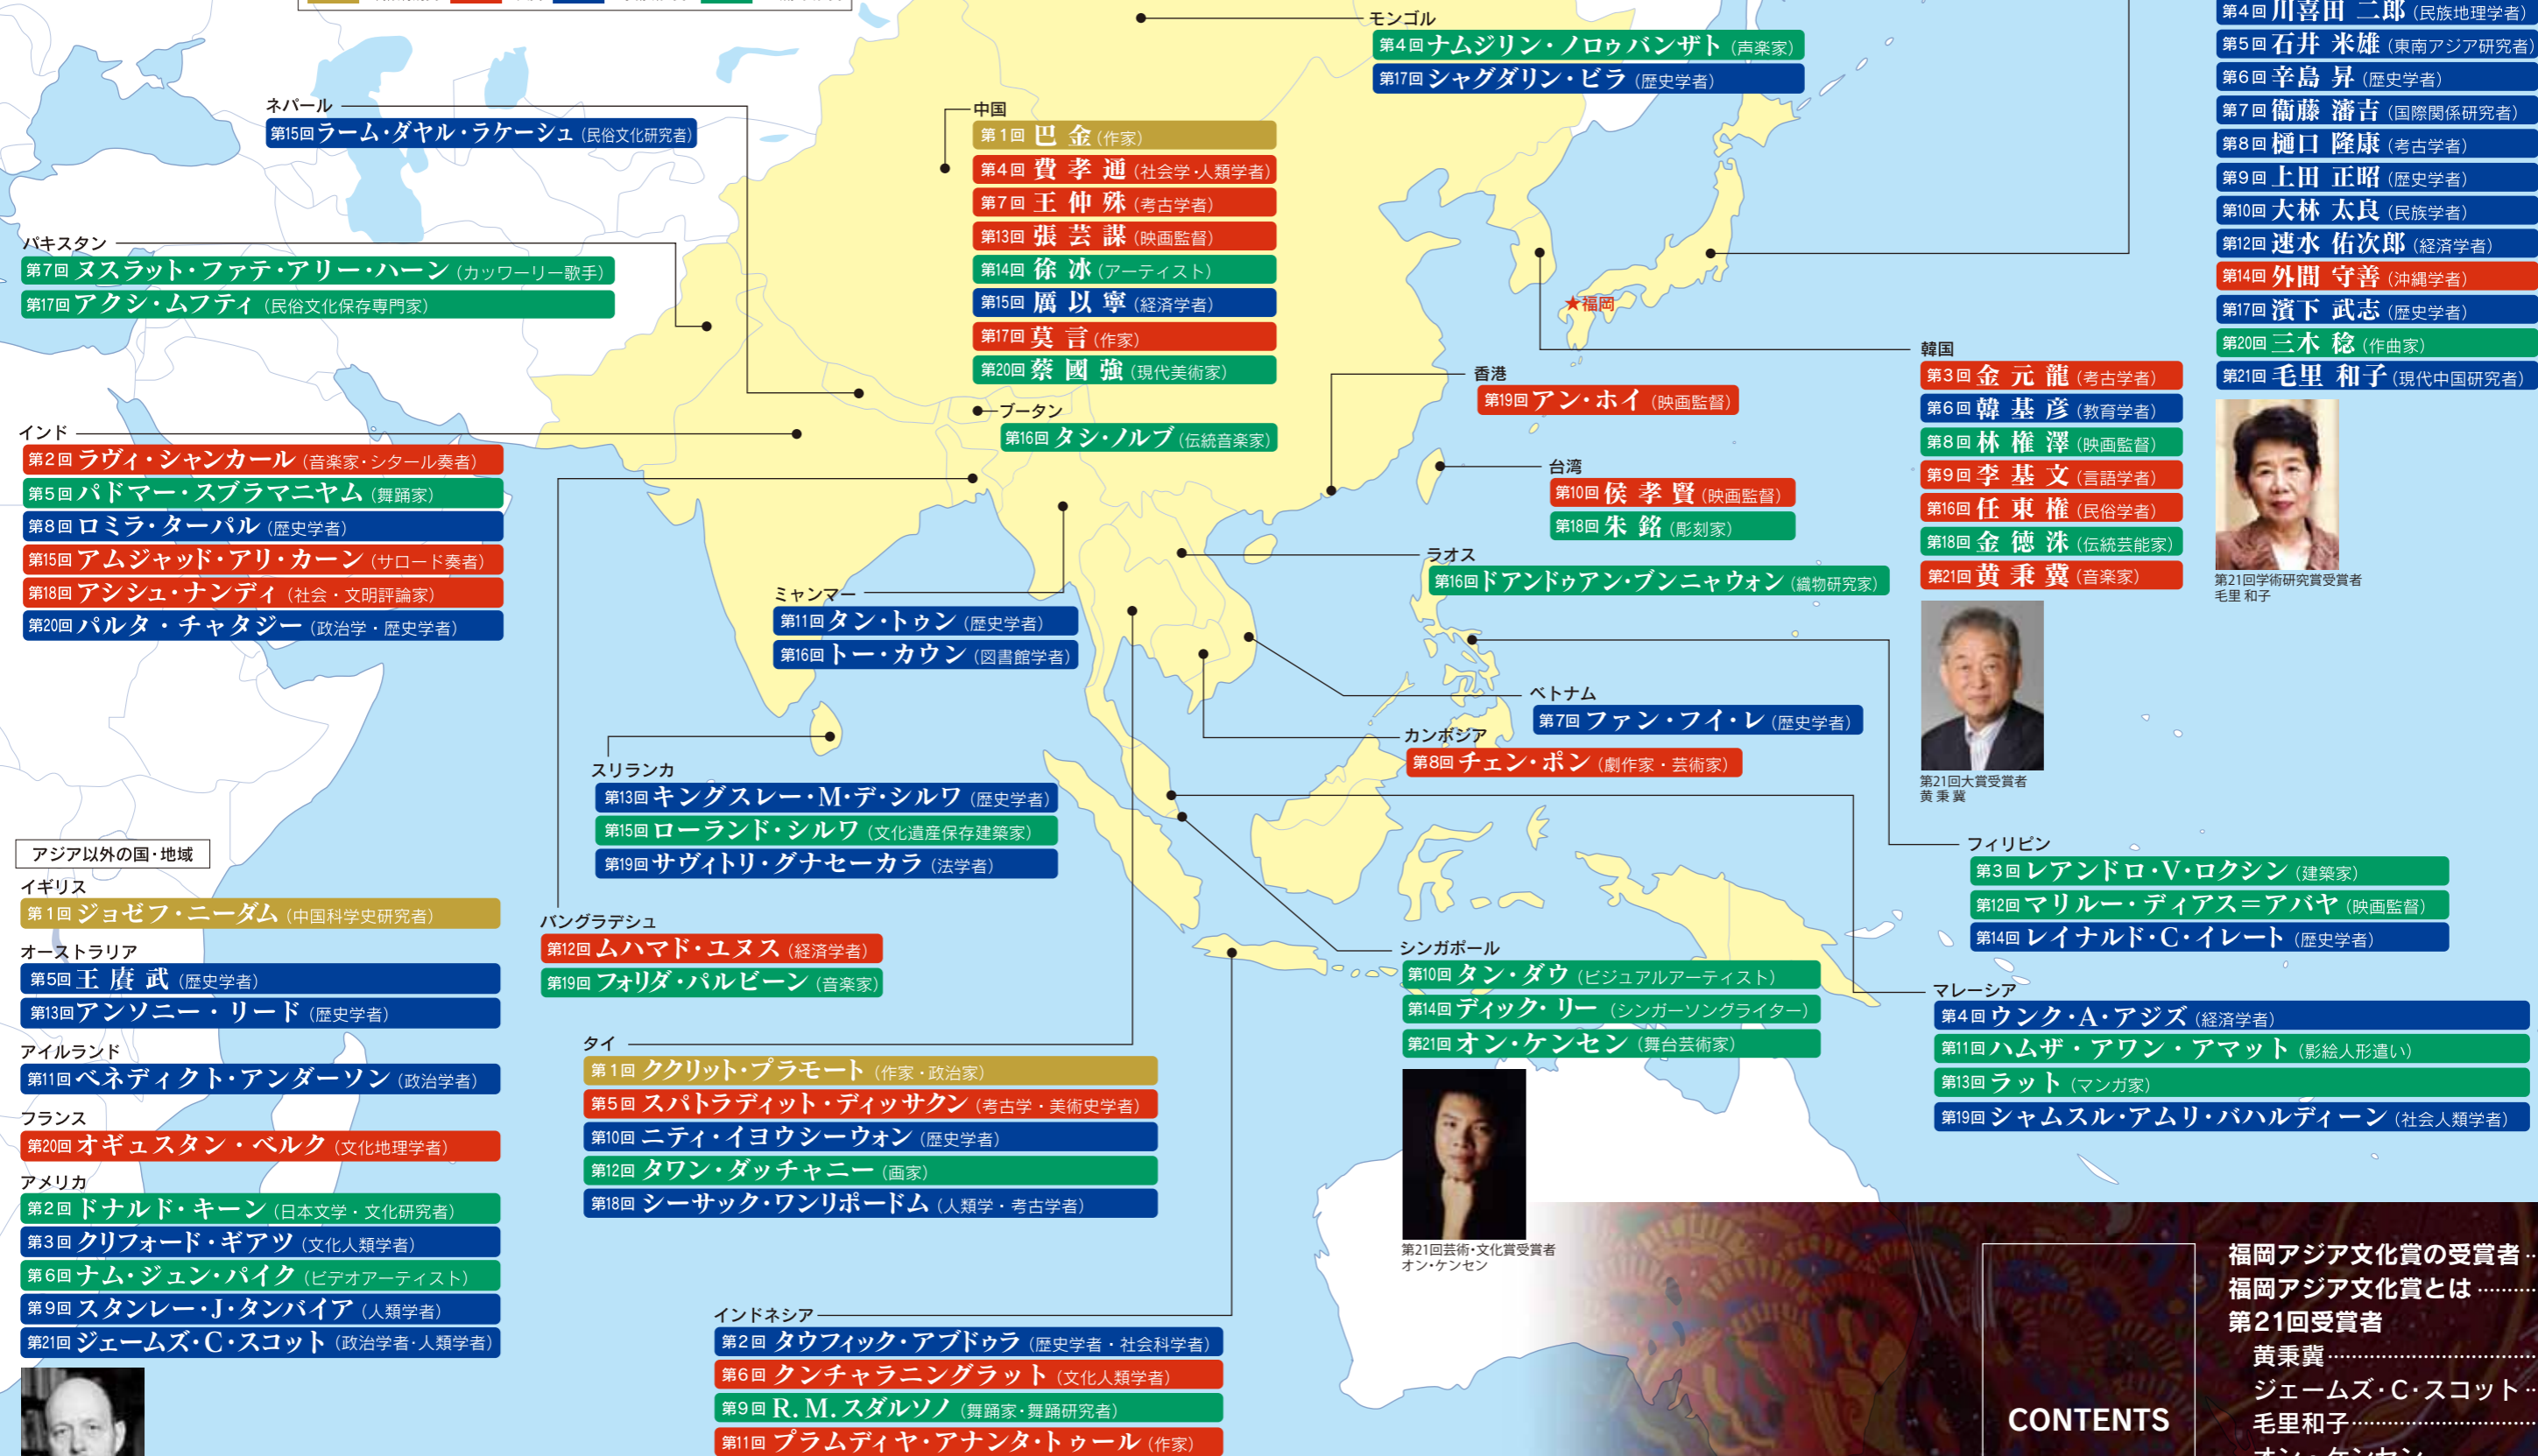 モンゴル
第4回 ナムジリン・ノロゥバンザト (声楽家)
第17回 シャグダリン・ビラ (歴史学者)
ネパール
第15回 ラーム・ダヤル・ラケーシュ (民俗文化研究者)
中国
第1回 巴 金 (作家)
第4回 費 孝 通 (社会学・人類学者)
第7回 王 仲 殊 (考古学者)
第13回 張 芸 謀 (映画監督)
第14回 徐 冰 (アーティスト)
第15回 厲 以 寧 (経済学者)
第17回 莫 言 (作家)
第20回 蔡 國 強 (現代美術家)
パキスタン
第7回 ヌスラット・ファテ・アリー・ハーン (カッワーリー歌手)
第17回 アクシ・ムフティ (民俗文化保存専門家)
ブータン
第16回 タシ・ノルブ (伝統音楽家)
インド
第2回 ラヴィ・シャンカール (音楽家・シタール奏者)
第5回 パドマー・スブラマニヤム (舞踊家)
第8回 ロミラ・ターパル (歴史学者)
第15回 アムジャッド・アリ・カーン (サロード奏者)
第18回 アシシュ・ナンディ (社会・文明評論家)
第20回 パルタ・チャタジー (政治学・歴史学者)
ミャンマー
第11回 タン・トゥン (歴史学者)
第16回 トー・カウン (図書館学者)
スリランカ
第13回 キングスレー・M・デ・シルワ (歴史学者)
第15回 ローランド・シルワ (文化遺産保存建築家)
第19回 サヴィトリ・グナセーカラ (法学者)
バングラデシュ
第12回 ムハマド・ユヌス (経済学者)
第19回 フォリダ・パルビーン (音楽家)
タイ
第1回 ククリット・プラモート (作家・政治家)
第5回 スパトラディット・ディッサクン (考古学・美術史学者)
第10回 ニティ・イヨウシーウォン (歴史学者)
第12回 タワン・ダッチャニー (画家)
第18回 シーサック・ワンリポードム (人類学・考古学者)
インドネシア
第2回 タウフィック・アブドゥラ (歴史学者・社会科学者)
第6回 クンチャラニングラット (文化人類学者)
第9回 R. M. スダルソノ (舞踊家・舞踊研究者)
第11回 プラムディヤ・アナンタ・トゥール (作家)
アジア以外の国・地域
イギリス
第1回 ジョゼフ・ニーダム (中国科学史研究者)
オーストラリア
第5回 王 賡 武 (歴史学者)
第13回 アンソニー・リード (歴史学者)
アイルランド
第11回 ベネディクト・アンダーソン (政治学者)
フランス
第20回 オギュスタン・ベルク (文化地理学者)
アメリカ
第2回 ドナルド・キーン (日本文学・文化研究者)
第3回 クリフォード・ギアツ (文化人類学者)
第6回 ナム・ジュン・パイク (ビデオアーティスト)
第9回 スタンレー・J・タンバイア (人類学者)
第21回 ジェームズ・C・スコット (政治学者・人類学者)
★福岡
香港
第19回 アン・ホイ (映画監督)
台湾
第10回 侯 孝 賢 (映画監督)
第18回 朱 銘 (彫刻家)
ラオス
第16回 ドアンドゥアン・ブンニャウォン (織物研究家)
ベトナム
第7回 ファン・フイ・レ (歴史学者)
カンボジア
第8回 チェン・ポン (劇作家・芸術家)
シンガポール
第10回 タン・ダウ (ビジュアルアーティスト)
第14回 ディック・リー (シンガーソングライター)
第21回 オン・ケンセン (舞台芸術家)
第21回芸術・文化賞受賞者
オン・ケンセン
韓国
第3回 金 元 龍 (考古学者)
第6回 韓 基 彦 (教育学者)
第8回 林 権 澤 (映画監督)
第9回 李 基 文 (言語学者)
第16回 任 東 権 (民俗学者)
第18回 金 徳 洙 (伝統芸能家)
第21回 黄 秉 冀 (音楽家)
第21回大賞受賞者
黄 秉 冀
フィリピン
第3回 レアンドロ・V・ロクシン (建築家)
第12回 マリルー・ディアス=アバヤ (映画監督)
第14回 レイナルド・C・イレート (歴史学者)
マレーシア
第4回 ウンク・A・アジズ (経済学者)
第11回 ハムザ・アワン・アマット (影絵人形遣い)
第13回 ラット (マンガ家)
第19回 シャムスル・アムリ・バハルディーン (社会人類学者)
第4回 川喜田 二郎 (民族地理学者)
第5回 石井 米雄 (東南アジア研究者)
第6回 辛島 昇 (歴史学者)
第7回 衞藤 瀋吉 (国際関係研究者)
第8回 樋口 隆康 (考古学者)
第9回 上田 正昭 (歴史学者)
第10回 大林 太良 (民族学者)
第12回 速水 佑次郎 (経済学者)
第14回 外間 守善 (沖縄学者)
第17回 濱下 武志 (歴史学者)
第20回 三木 稔 (作曲家)
第21回 毛里 和子 (現代中国研究者)
第21回学術研究賞受賞者
毛里 和子
CONTENTS
福岡アジア文化賞の受賞者
福岡アジア文化賞とは
第21回受賞者
黄秉冀
ジェームズ・C・スコット
毛里和子
オン・ケンセン